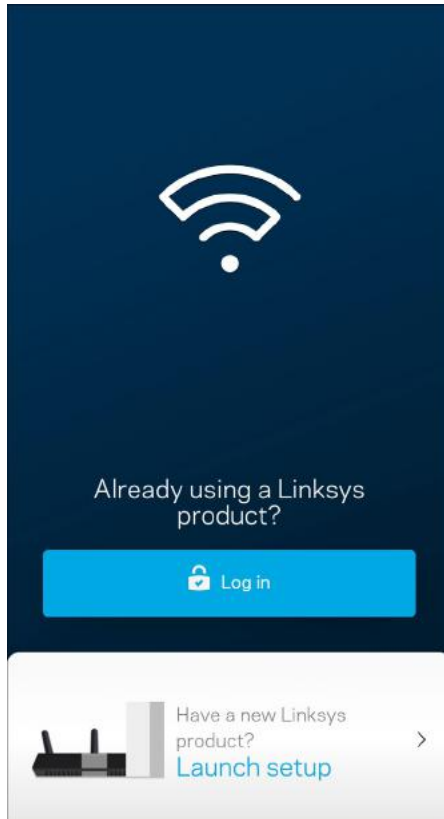 Already using a Linksys
product?
Log in
Have a new Linksys
product?
Launch setup